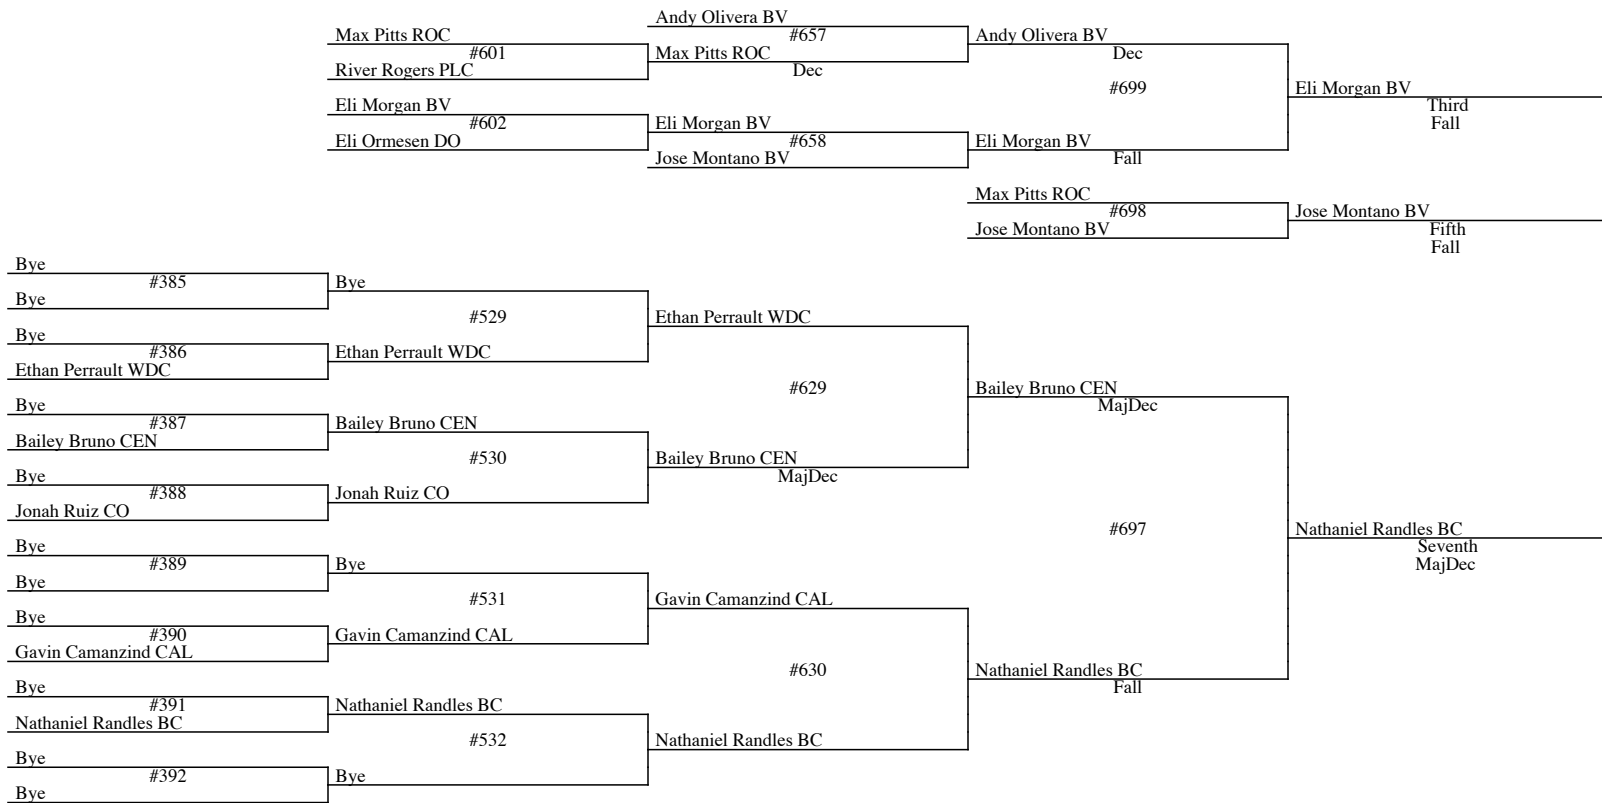 Andy Olivera BV
#657
Max Pitts ROC
Andy Olivera BV
#601
Max Pitts ROC
Dec
River Rogers PLC
Dec
#699
Eli Morgan BV
Eli Morgan BV
Third
#602
Eli Morgan BV
Fall
Eli Ormesen DO
#658
Eli Morgan BV
Jose Montano BV
Fall
Max Pitts ROC
#698
Jose Montano BV
Jose Montano BV
Fifth
Fall
Bye
#385
Bye
Bye
#529
Bye
Ethan Perrault WDC
#386
Ethan Perrault WDC
Ethan Perrault WDC
#629
Bailey Bruno CEN
Bye
MajDec
#387
Bailey Bruno CEN
Bailey Bruno CEN
#530
Bailey Bruno CEN
Bye
MajDec
#388
Jonah Ruiz CO
Jonah Ruiz CO
#697
Nathaniel Randles BC
Bye
Seventh
#389
Bye
MajDec
Bye
#531
Gavin Camanzind CAL
Bye
#390
Gavin Camanzind CAL
Gavin Camanzind CAL
#630
Nathaniel Randles BC
Bye
Fall
#391
Nathaniel Randles BC
Nathaniel Randles BC
#532
Nathaniel Randles BC
Bye
#392
Bye
Bye